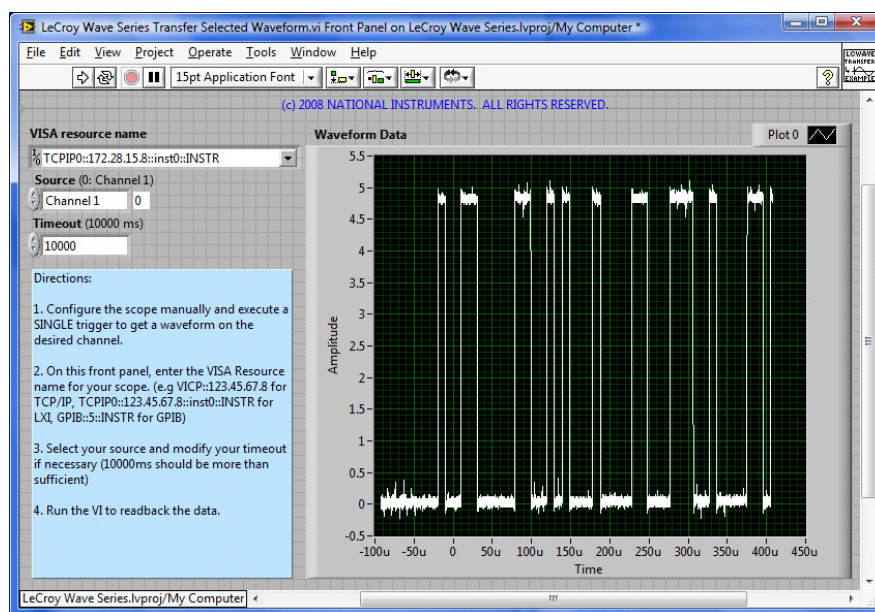 LeCroy Wave Series Transfer Selected Waveform.vi Front Panel on LeCroy Wave Series.lvproj/My Computer *
File Edit View Project Operate Tools Window Help
15pt Application Font
?
LCWAVE
TRANSFER
EXAMPLE
(c) 2008 NATIONAL INSTRUMENTS. ALL RIGHTS RESERVED.
VISA resource name
I/O TCPIP0::172.28.15.8::inst0::INSTR
Source (0: Channel 1)
Channel 1 0
Timeout (10000 ms)
10000
Directions:
1. Configure the scope manually and execute a
SINGLE trigger to get a waveform on the
desired channel.
2. On this front panel, enter the VISA Resource
name for your scope. (e.g VICP::123.45.67.8 for
TCP/IP, TCPIP0::123.45.67.8::inst0::INSTR for
LXI, GPIB::5::INSTR for GPIB)
3. Select your source and modify your timeout
if necessary (10000ms should be more than
sufficient)
4. Run the VI to readback the data.
Waveform Data
Plot 0
5.5
5
4.5
4
3.5
3
2.5
2
1.5
1
0.5
0
-0.5
Amplitude
-100u -50u 0 50u 100u 150u 200u 250u 300u 350u 400u 450u
Time
LeCroy Wave Series.lvproj/My Computer